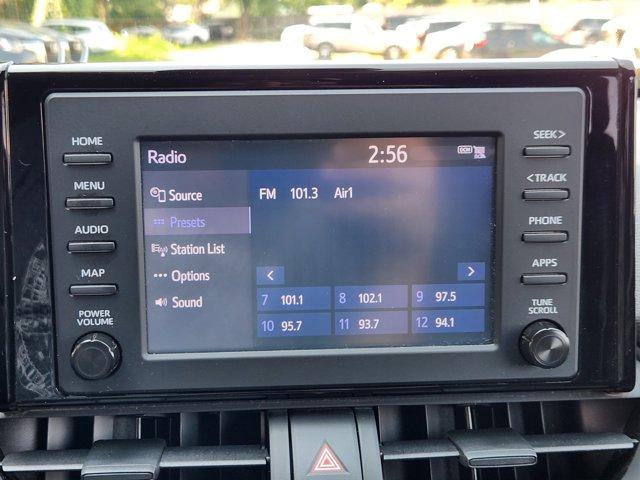 HOME
MENU
AUDIO
MAP
POWER
VOLUME
Radio
2:56
DCM
Source
Presets
Station List
Options
Sound
FM 101.3 Air1
<
>
7 101.1
8 102.1
9 97.5
10 95.7
11 93.7
12 94.1
SEEK >
< TRACK
PHONE
APPS
TUNE
SCROLL